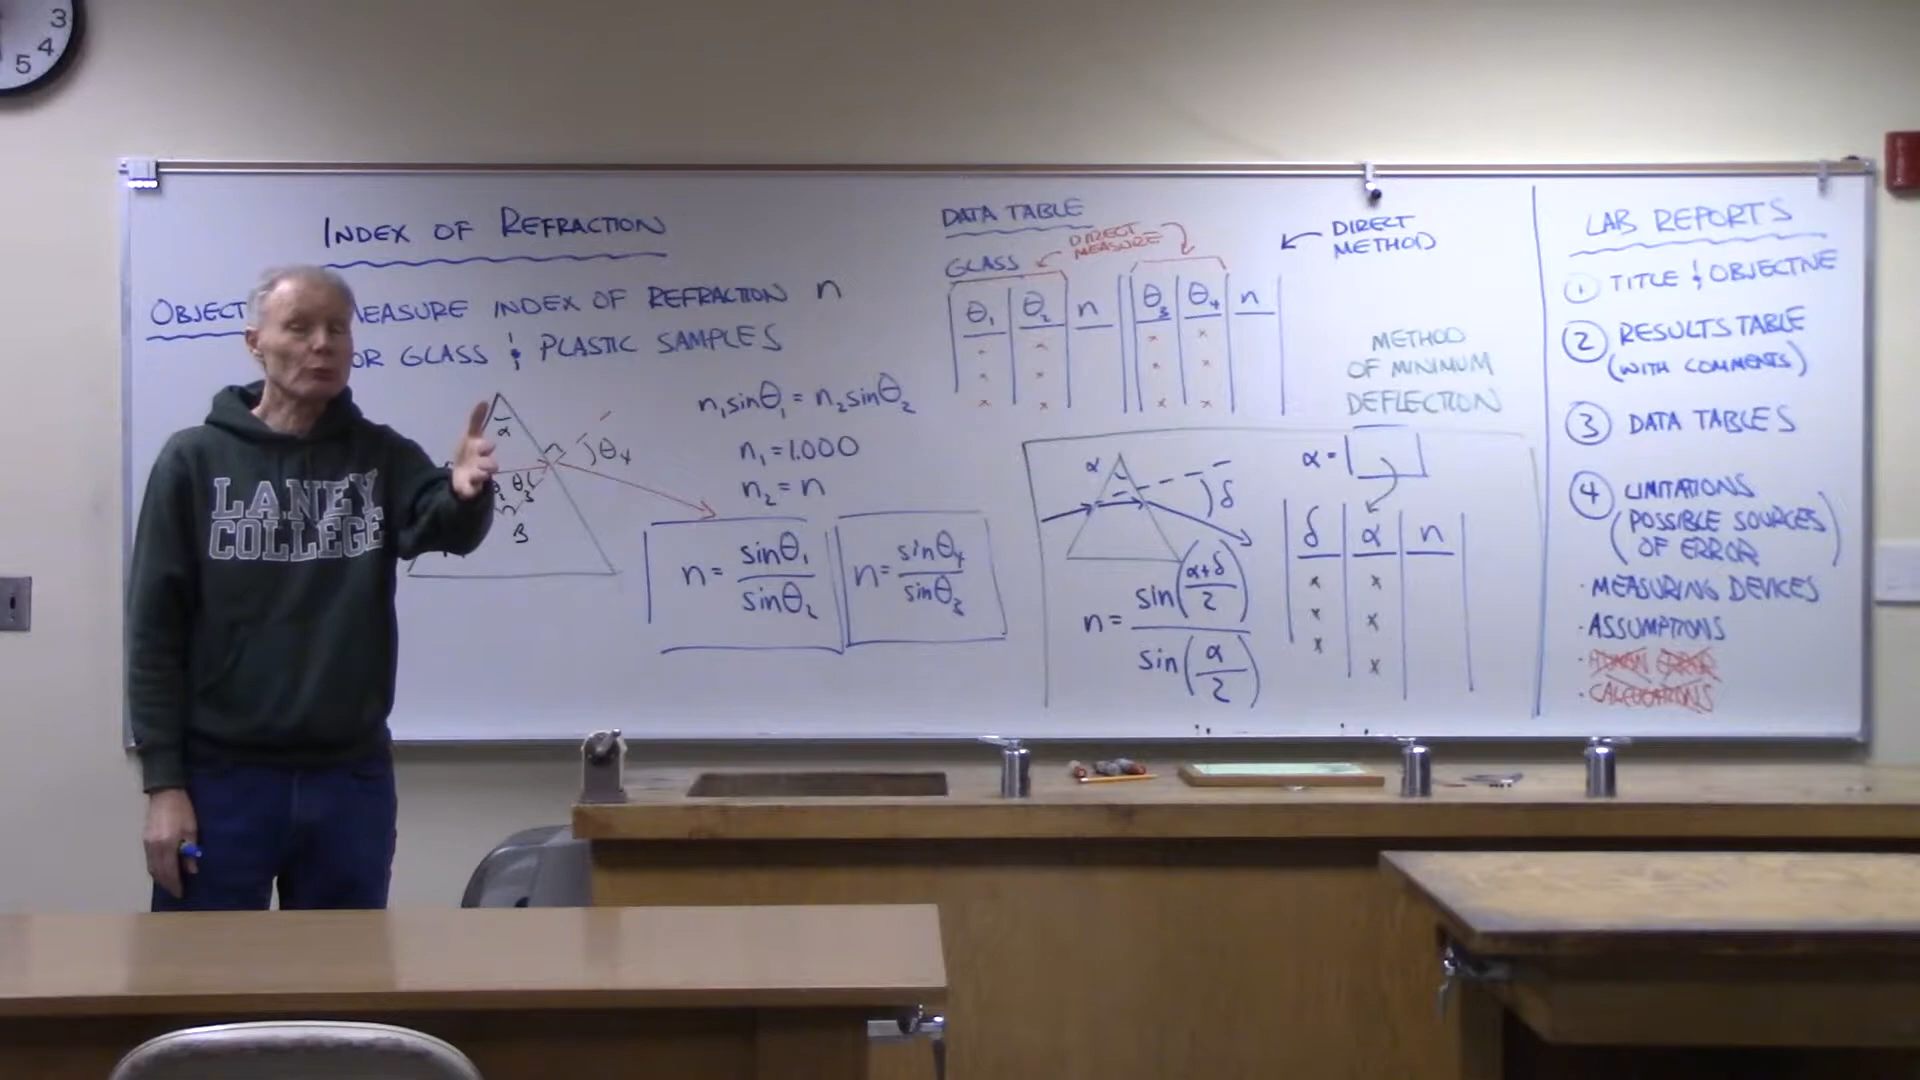 3
4
5
INDEX OF REFRACTION
OBJECT
MEASURE INDEX OF REFRACTION n
OR GLASS & PLASTIC SAMPLES
α
θ4
θ3
β
n₁sinθ₁ = n₂sinθ₂
n₁ = 1.000
n₂ = n
n = sinθ₁ / sinθ₂
n = sinθ₄ / sinθ₃
LANEY
COLLEGE
DATA TABLE
DIRECT
MEASURE
GLASS
θ₁ θ₂ n θ₃ θ₄ n
x x x x
x x x x
x x x x
DIRECT
METHOD
METHOD
OF MINIMUM
DEFLECTION
α
δ
n = sin((α+δ)/2) / sin(α/2)
α =
δ α n
x x
x x
x x
LAB REPORTS
1 TITLE & OBJECTIVE
2 RESULTS TABLE
(WITH COMMENTS)
3 DATA TABLES
4 LIMITATIONS
(POSSIBLE SOURCES
OF ERROR)
· MEASURING DEVICES
· ASSUMPTIONS
· HUMAN ERROR
· CALCULATIONS